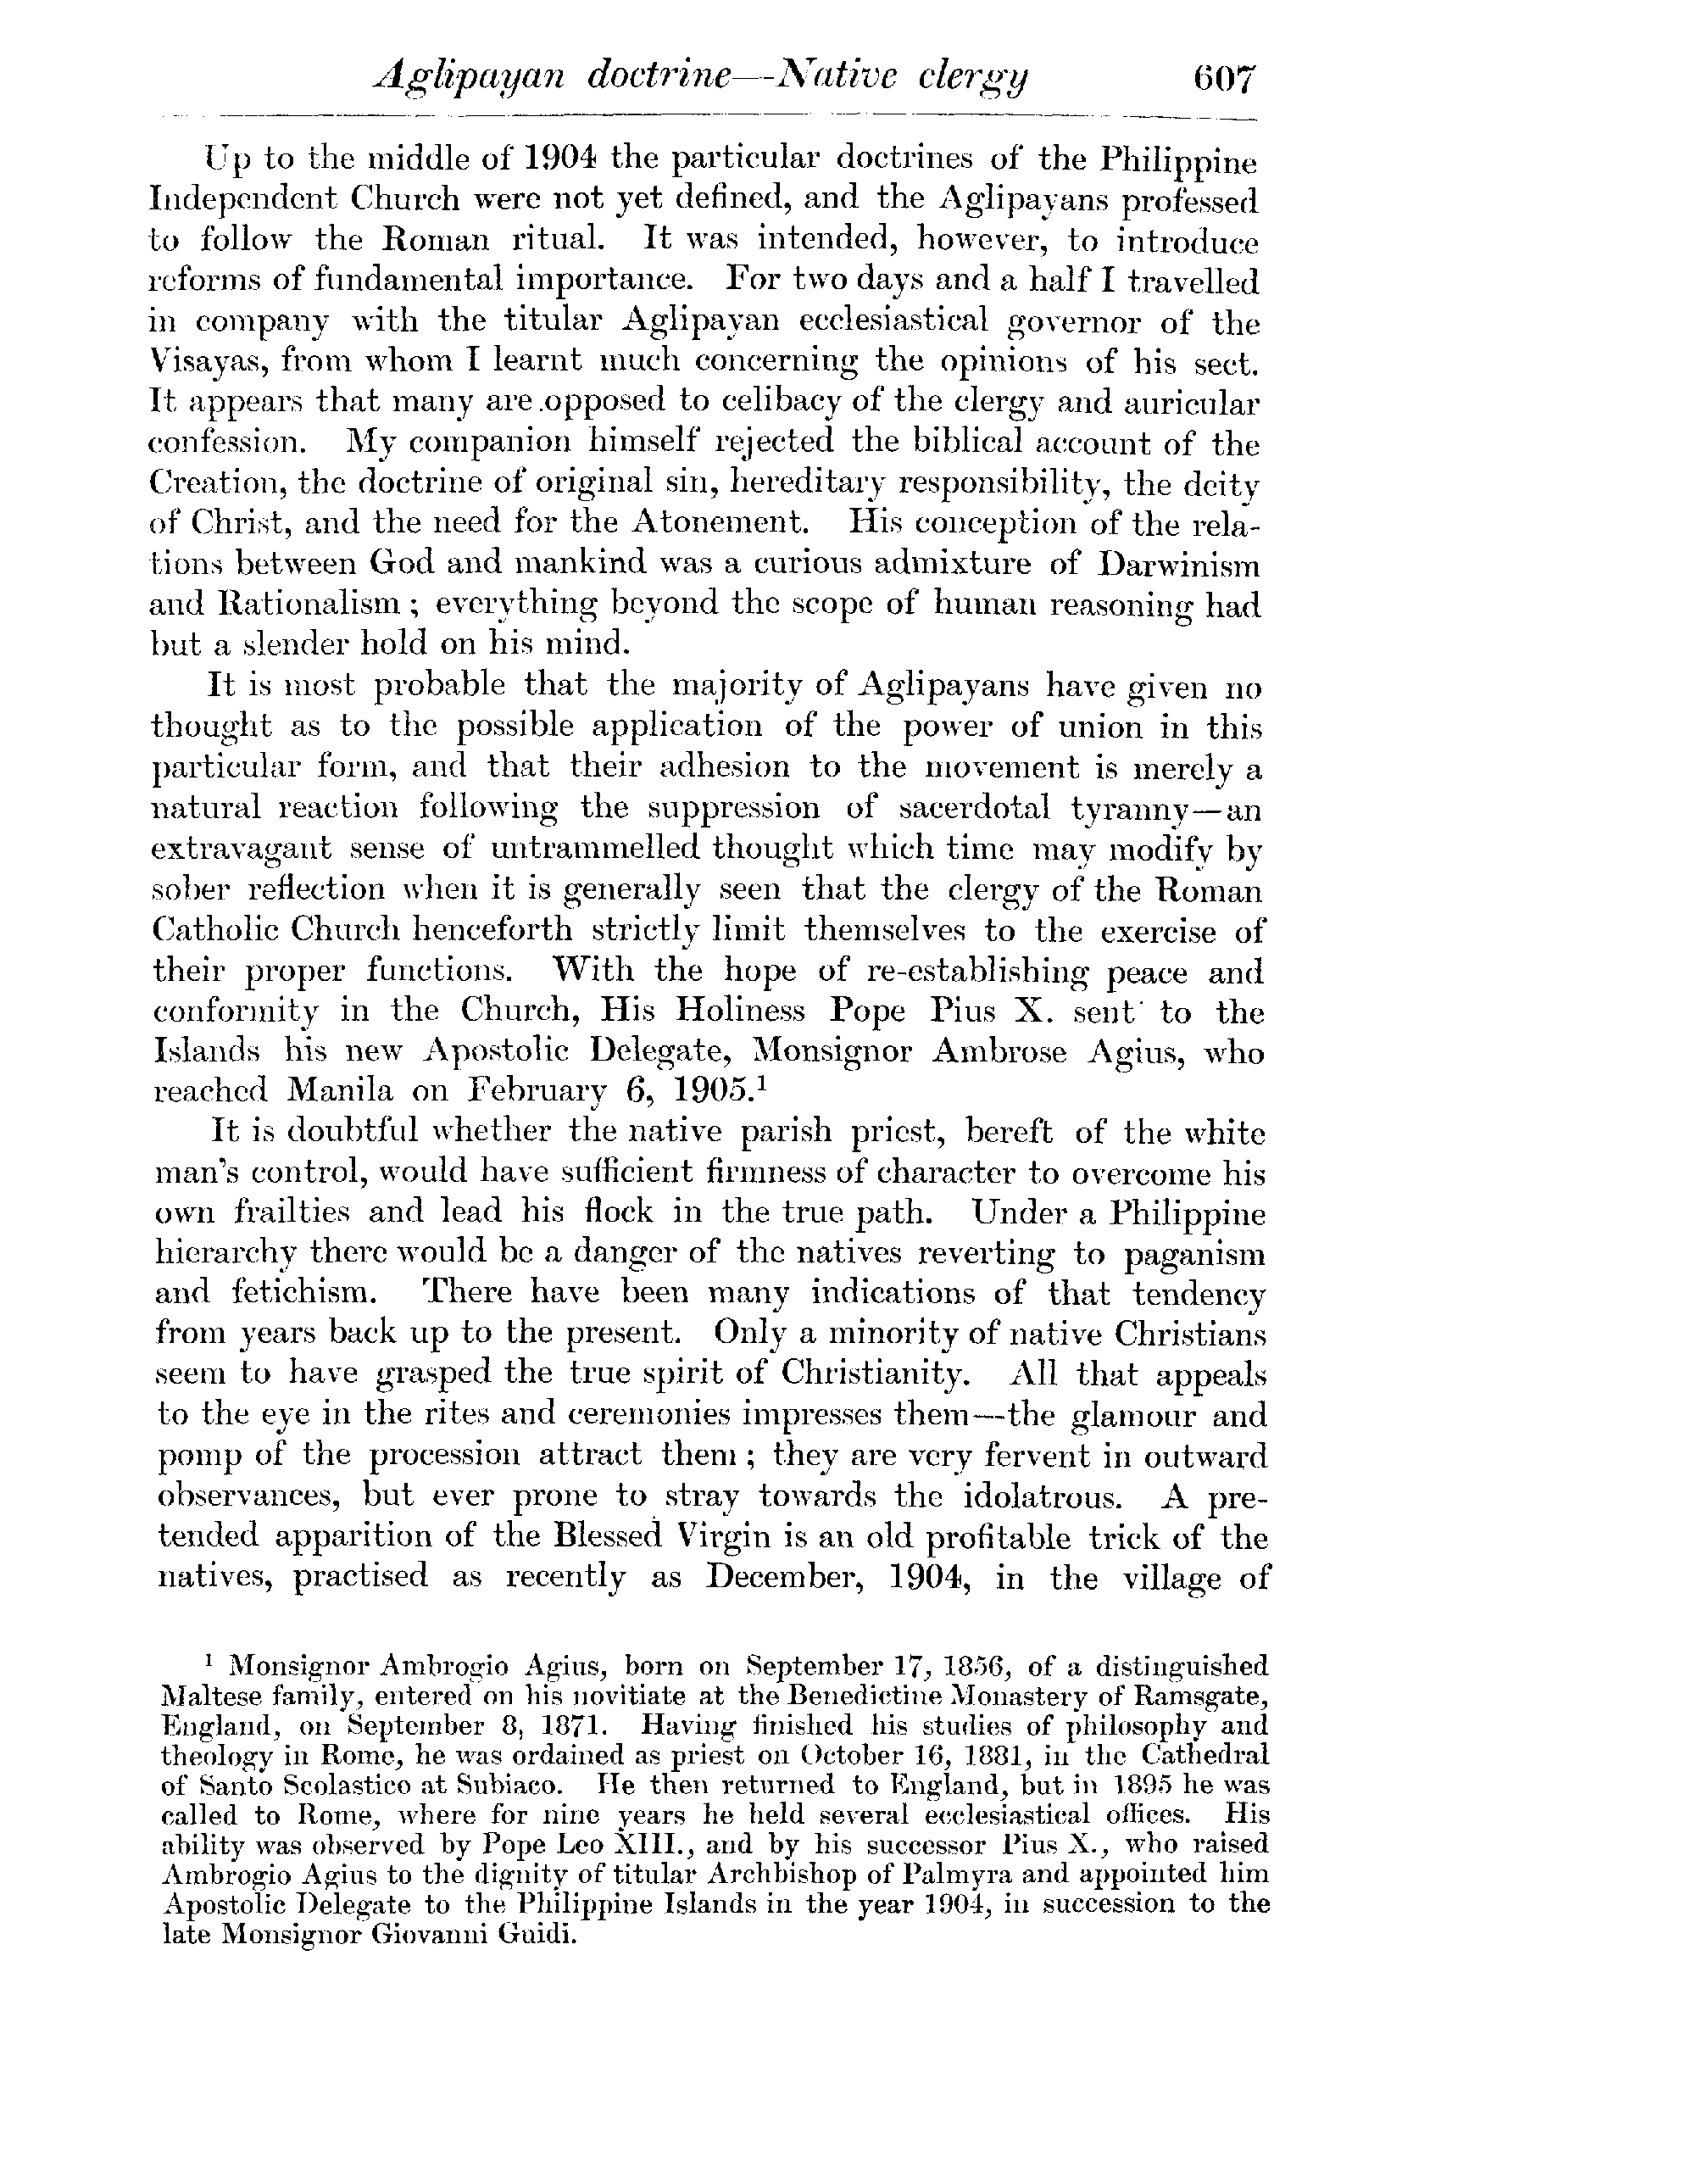 Aglipayan doctrine—Native clergy 607
Up to the middle of 1904 the particular doctrines of the Philippine
Independent Church were not yet defined, and the Aglipayans professed
to follow the Roman ritual. It was intended, however, to introduce
reforms of fundamental importance. For two days and a half I travelled
in company with the titular Aglipayan ecclesiastical governor of the
Visayas, from whom I learnt much concerning the opinions of his sect.
It appears that many are opposed to celibacy of the clergy and auricular
confession. My companion himself rejected the biblical account of the
Creation, the doctrine of original sin, hereditary responsibility, the deity
of Christ, and the need for the Atonement. His conception of the rela-
tions between God and mankind was a curious admixture of Darwinism
and Rationalism ; everything beyond the scope of human reasoning had
but a slender hold on his mind.
It is most probable that the majority of Aglipayans have given no
thought as to the possible application of the power of union in this
particular form, and that their adhesion to the movement is merely a
natural reaction following the suppression of sacerdotal tyranny—an
extravagant sense of untrammelled thought which time may modify by
sober reflection when it is generally seen that the clergy of the Roman
Catholic Church henceforth strictly limit themselves to the exercise of
their proper functions. With the hope of re-establishing peace and
conformity in the Church, His Holiness Pope Pius X. sent to the
Islands his new Apostolic Delegate, Monsignor Ambrose Agius, who
reached Manila on February 6, 1905.¹
It is doubtful whether the native parish priest, bereft of the white
man's control, would have sufficient firmness of character to overcome his
own frailties and lead his flock in the true path. Under a Philippine
hierarchy there would be a danger of the natives reverting to paganism
and fetichism. There have been many indications of that tendency
from years back up to the present. Only a minority of native Christians
seem to have grasped the true spirit of Christianity. All that appeals
to the eye in the rites and ceremonies impresses them—the glamour and
pomp of the procession attract them ; they are very fervent in outward
observances, but ever prone to stray towards the idolatrous. A pre-
tended apparition of the Blessed Virgin is an old profitable trick of the
natives, practised as recently as December, 1904, in the village of
¹ Monsignor Ambrogio Agius, born on September 17, 1856, of a distinguished
Maltese family, entered on his novitiate at the Benedictine Monastery of Ramsgate,
England, on September 8, 1871. Having finished his studies of philosophy and
theology in Rome, he was ordained as priest on October 16, 1881, in the Cathedral
of Santo Scolastico at Subiaco. He then returned to England, but in 1895 he was
called to Rome, where for nine years he held several ecclesiastical offices. His
ability was observed by Pope Leo XIII., and by his successor Pius X., who raised
Ambrogio Agius to the dignity of titular Archbishop of Palmyra and appointed him
Apostolic Delegate to the Philippine Islands in the year 1904, in succession to the
late Monsignor Giovanni Guidi.